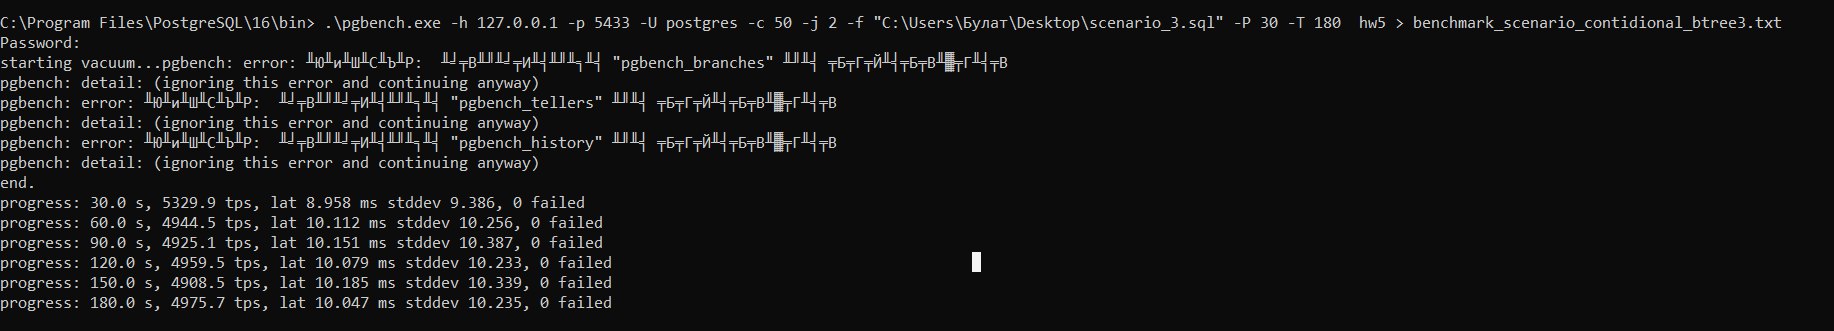 C:\Program Files\PostgreSQL\16\bin> .\pgbench.exe -h 127.0.0.1 -p 5433 -U postgres -c 50 -j 2 -f "C:\Users\Булат\Desktop\scenario_3.sql" -P 30 -T 180  hw5 > benchmark_scenario_contidional_btree3.txt
Password:
starting vacuum...pgbench: error: "pgbench_branches"
pgbench: detail: (ignoring this error and continuing anyway)
pgbench: error: "pgbench_tellers"
pgbench: detail: (ignoring this error and continuing anyway)
pgbench: error: "pgbench_history"
pgbench: detail: (ignoring this error and continuing anyway)
end.
progress: 30.0 s, 5329.9 tps, lat 8.958 ms stddev 9.386, 0 failed
progress: 60.0 s, 4944.5 tps, lat 10.112 ms stddev 10.256, 0 failed
progress: 90.0 s, 4925.1 tps, lat 10.151 ms stddev 10.387, 0 failed
progress: 120.0 s, 4959.5 tps, lat 10.079 ms stddev 10.233, 0 failed
progress: 150.0 s, 4908.5 tps, lat 10.185 ms stddev 10.339, 0 failed
progress: 180.0 s, 4975.7 tps, lat 10.047 ms stddev 10.235, 0 failed